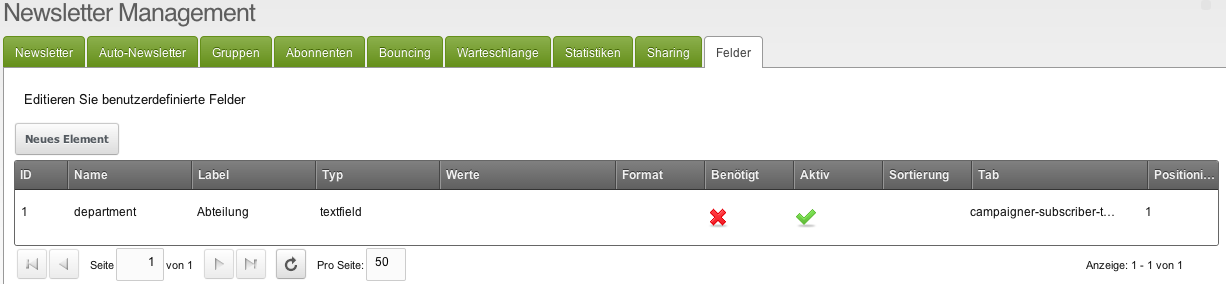 Newsletter Management
Newsletter Auto-Newsletter Gruppen Abonnenten Bouncing Warteschlange Statistiken Sharing Felder
Editieren Sie benutzerdefinierte Felder
Neues Element
ID Name Label Typ Werte Format Benötigt Aktiv Sortierung Tab Positioni...
1 department Abteilung textfield campaigner-subscriber-t... 1
Seite 1 von 1 Pro Seite: 50 Anzeige: 1 - 1 von 1